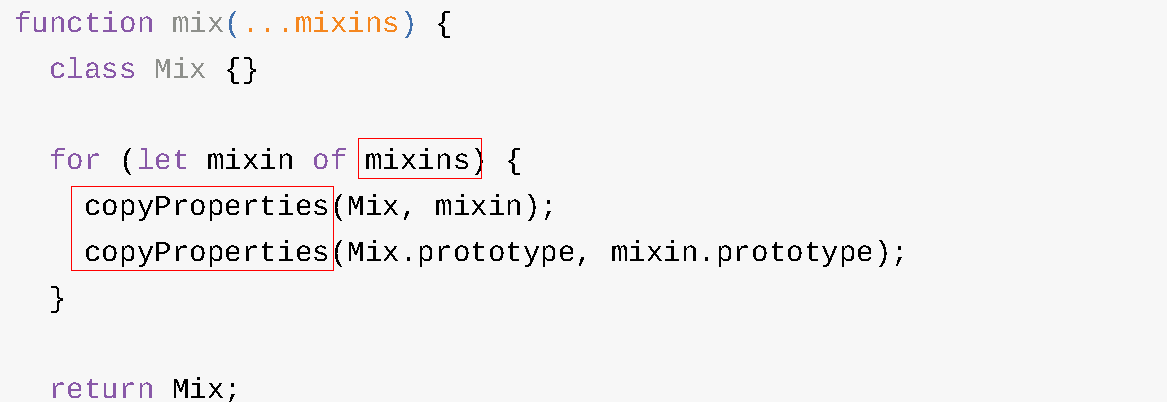 function mix(...mixins) {
class Mix {}
for (let mixin of mixins) {
copyProperties(Mix, mixin);
copyProperties(Mix.prototype, mixin.prototype);
}
return Mix;